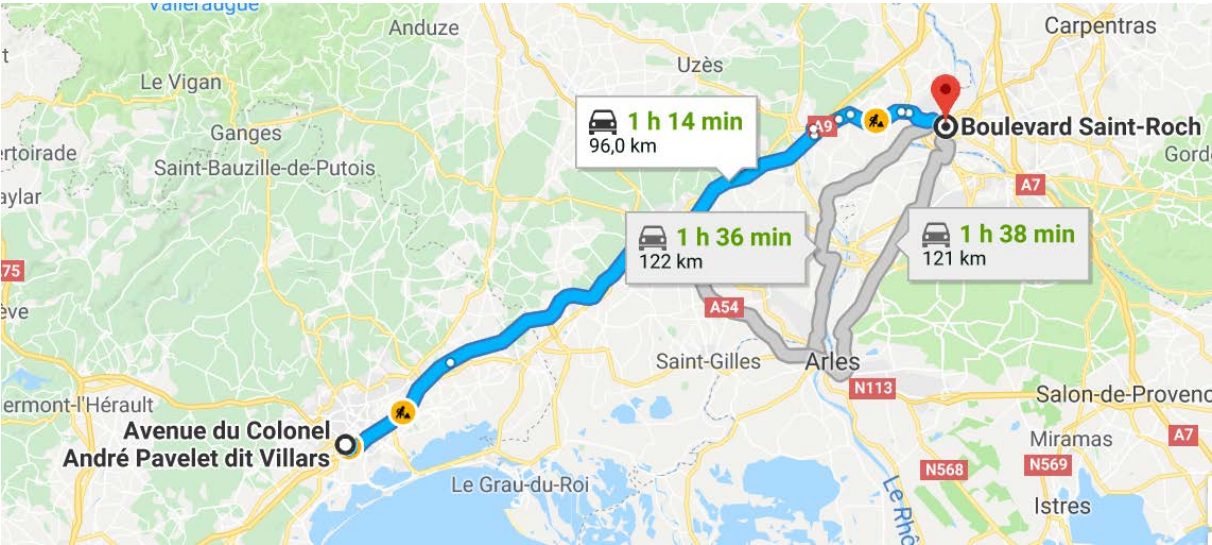 Valleraugue
Anduze
Carpentras
t
Uzès
Le Vigan
1 h 14 min
96,0 km
A9
Boulevard Saint-Roch
Ganges
ertoirade
Saint-Bauzille-de-Putois
Gord
aylar
A7
1 h 36 min
122 km
1 h 38 min
121 km
75
ève
A54
Saint-Gilles
Arles
N113
ermont-l'Hérault
Salon-de-Provenc
Avenue du Colonel
André Pavelet dit Villars
Miramas
A7
Le Grau-du-Roi
N568
N569
Istres
Le Rhô